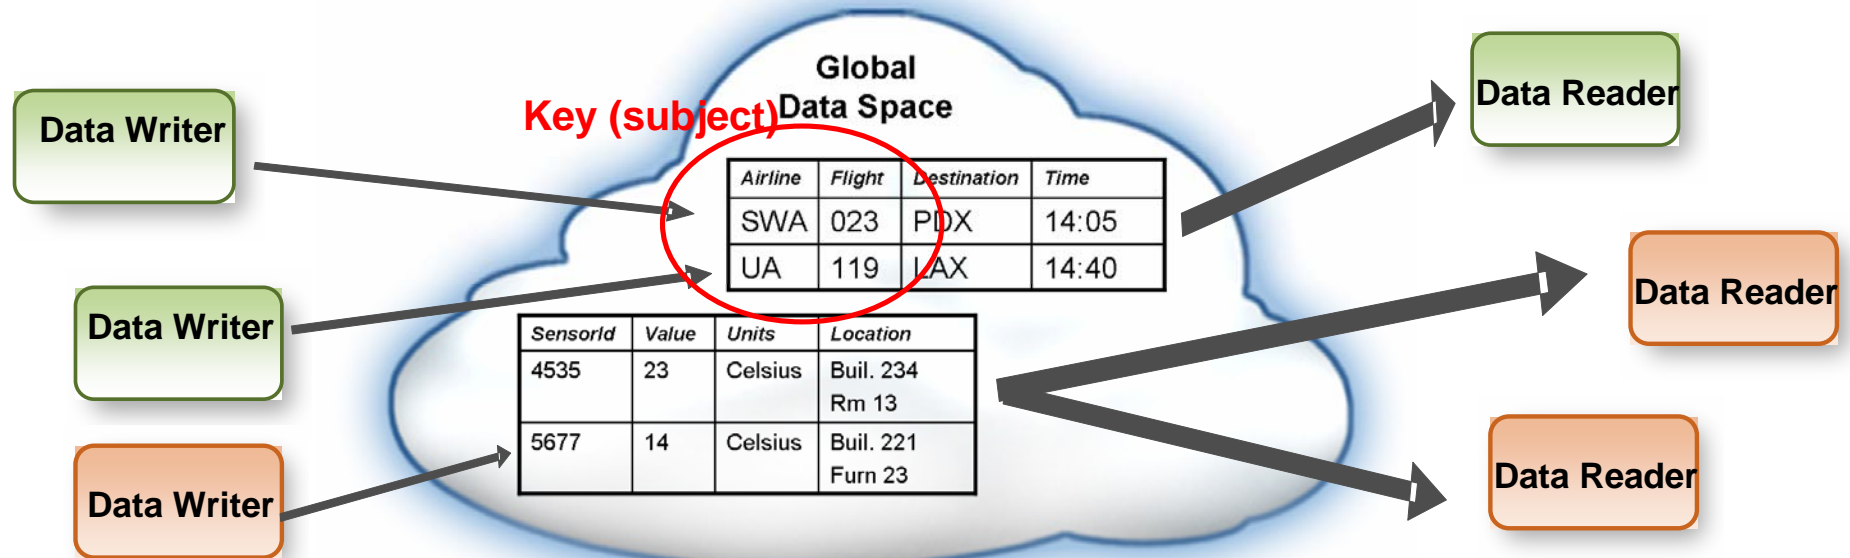 Global
Data Space
Key (subject)
Data Writer
Data Writer
Data Writer
Airline Flight Destination Time
SWA 023 PDX 14:05
UA 119 LAX 14:40
SensorId Value Units Location
4535 23 Celsius Buil. 234
Rm 13
5677 14 Celsius Buil. 221
Furn 23
Data Reader
Data Reader
Data Reader